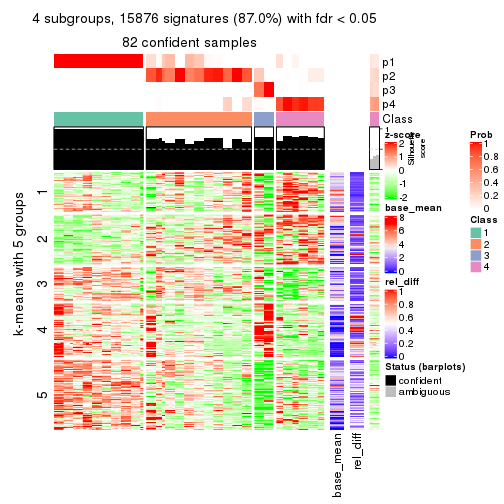 4 subgroups, 15876 signatures (87.0%) with fdr < 0.05
82 confident samples
p1
p2
p3
p4
Class
1
Silhouette
score
k-means with 5 groups
1
2
3
4
5
base_mean
rel_diff
z-score
2
1
0
-1
-2
base_mean
8
6
4
2
0
rel_diff
1
0.8
0.6
0.4
0.2
0
Status (barplots)
confident
ambiguous
Prob
1
0.8
0.6
0.4
0.2
0
Class
1
2
3
4